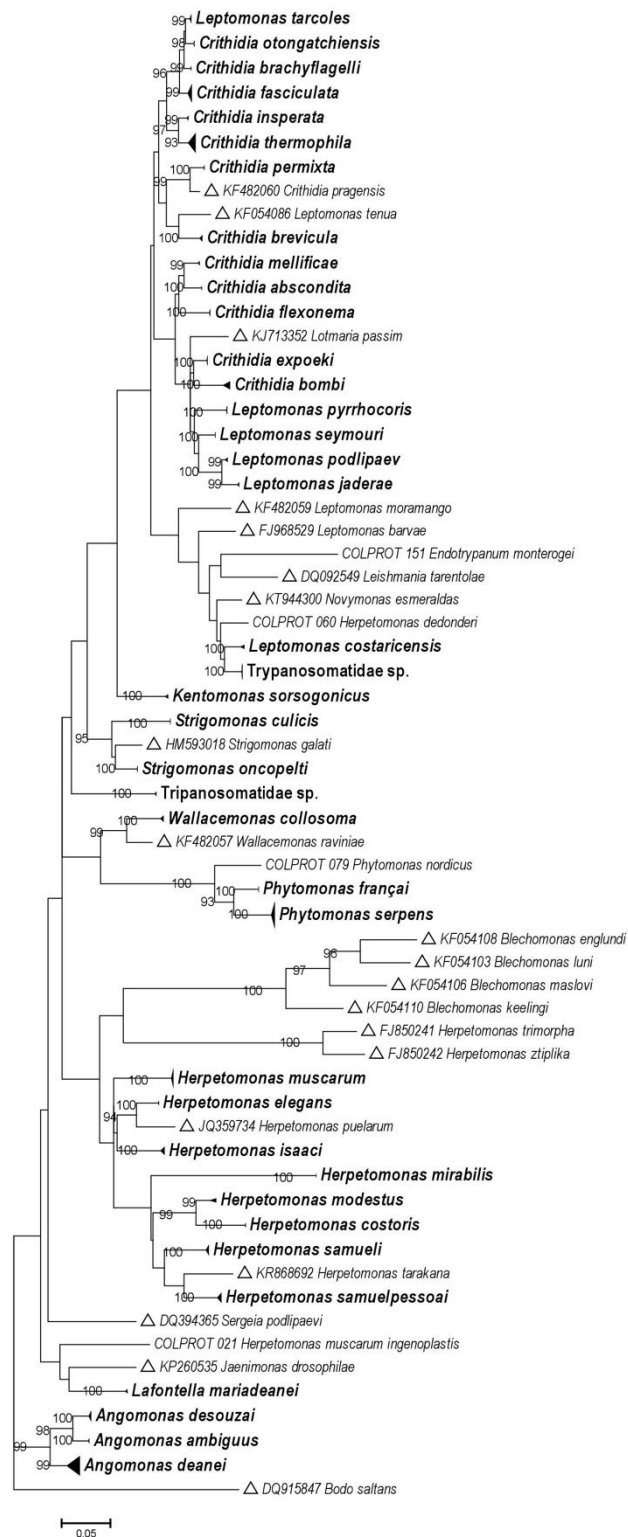 99 Leptomonas tarcoles
98 Crithidia otongatchiensis
99 Crithidia brachyflagelli
96
99 Crithidia fasciculata
99 Crithidia insperata
97
93 Crithidia thermophila
100 Crithidia permixta
99
△ KF482060 Crithidia pragensis
△ KF054086 Leptomonas tenua
100 Crithidia brevicula
99 Crithidia mellificae
100 Crithidia abscondita
100 Crithidia flexonema
△ KJ713352 Lotmaria passim
100 Crithidia expoeki
100 100 Crithidia bombi
100 Leptomonas pyrrhocoris
100 Leptomonas seymouri
99 Leptomonas podlipaev
100
99 Leptomonas jaderae
△ KF482059 Leptomonas moramango
△ FJ968529 Leptomonas barvae
COLPROT 151 Endotrypanum monterogei
△ DQ092549 Leishmania tarentolae
△ KT944300 Novymonas esmeraldas
COLPROT 060 Herpetomonas dedonderi
100 Leptomonas costaricensis
100 Trypanosomatidae sp.
100 Kentomonas sorsogonicus
100 Strigomonas culicis
95
△ HM593018 Strigomonas galati
100 Strigomonas oncopelti
100 Tripanosomatidae sp.
100 Wallacemonas collosoma
99
△ KF482057 Wallacemonas raviniae
COLPROT 079 Phytomonas nordicus
100
100 Phytomonas françai
93
100 Phytomonas serpens
△ KF054108 Blechomonas englundi
96
△ KF054103 Blechomonas luni
97
△ KF054106 Blechomonas maslovi
100
△ KF054110 Blechomonas keelingi
△ FJ850241 Herpetomonas trimorpha
100
△ FJ850242 Herpetomonas ztiplika
100 Herpetomonas muscarum
100 Herpetomonas elegans
94
△ JQ359734 Herpetomonas puelarum
100 Herpetomonas isaaci
100 Herpetomonas mirabilis
99 Herpetomonas modestus
99
100 Herpetomonas costoris
100 Herpetomonas samueli
△ KR868692 Herpetomonas tarakana
100 Herpetomonas samuelpessoai
△ DQ394365 Sergeia podlipaevi
COLPROT 021 Herpetomonas muscarum ingenoplastis
△ KP260535 Jaenimonas drosophilae
100 Lafontella mariadeanei
100 Angomonas desouzai
98
100 Angomonas ambiguus
99
99 Angomonas deanei
△ DQ915847 Bodo saltans
0.05